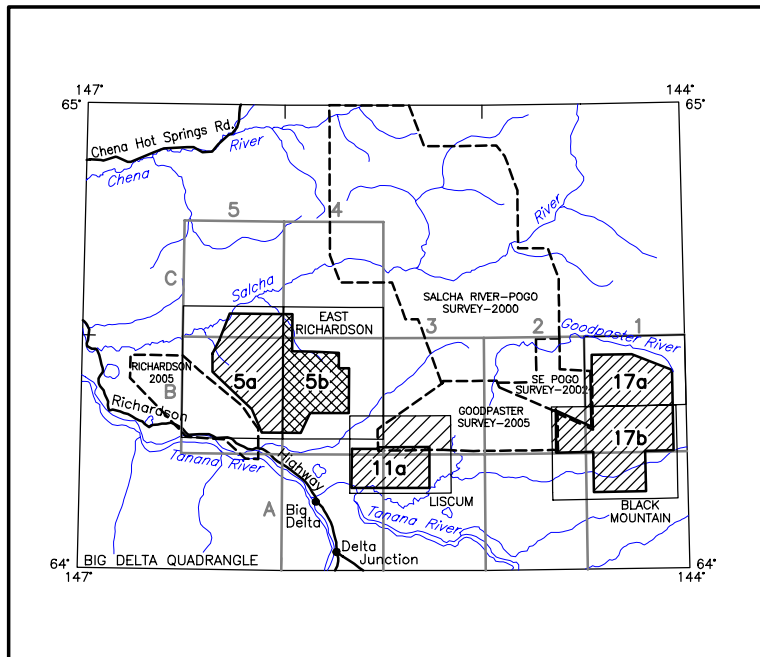 147°
144°
65°
65°
Chena Hot Springs Rd.
River
Chena
5
4
River
C
Salcha
SALCHA RIVER-POGO
SURVEY-2000
EAST
RICHARDSON
3
2
1
Goodpaster River
RICHARDSON
2005
5a
5b
SE POGO
SURVEY-2002
17a
B
Richardson
GOODPASTER
SURVEY-2005
17b
Tanana River
Highway
11a
LISCUM
BLACK
MOUNTAIN
A
Big
Delta
Tanana River
Delta
Junction
BIG DELTA QUADRANGLE
64°
64°
147°
144°